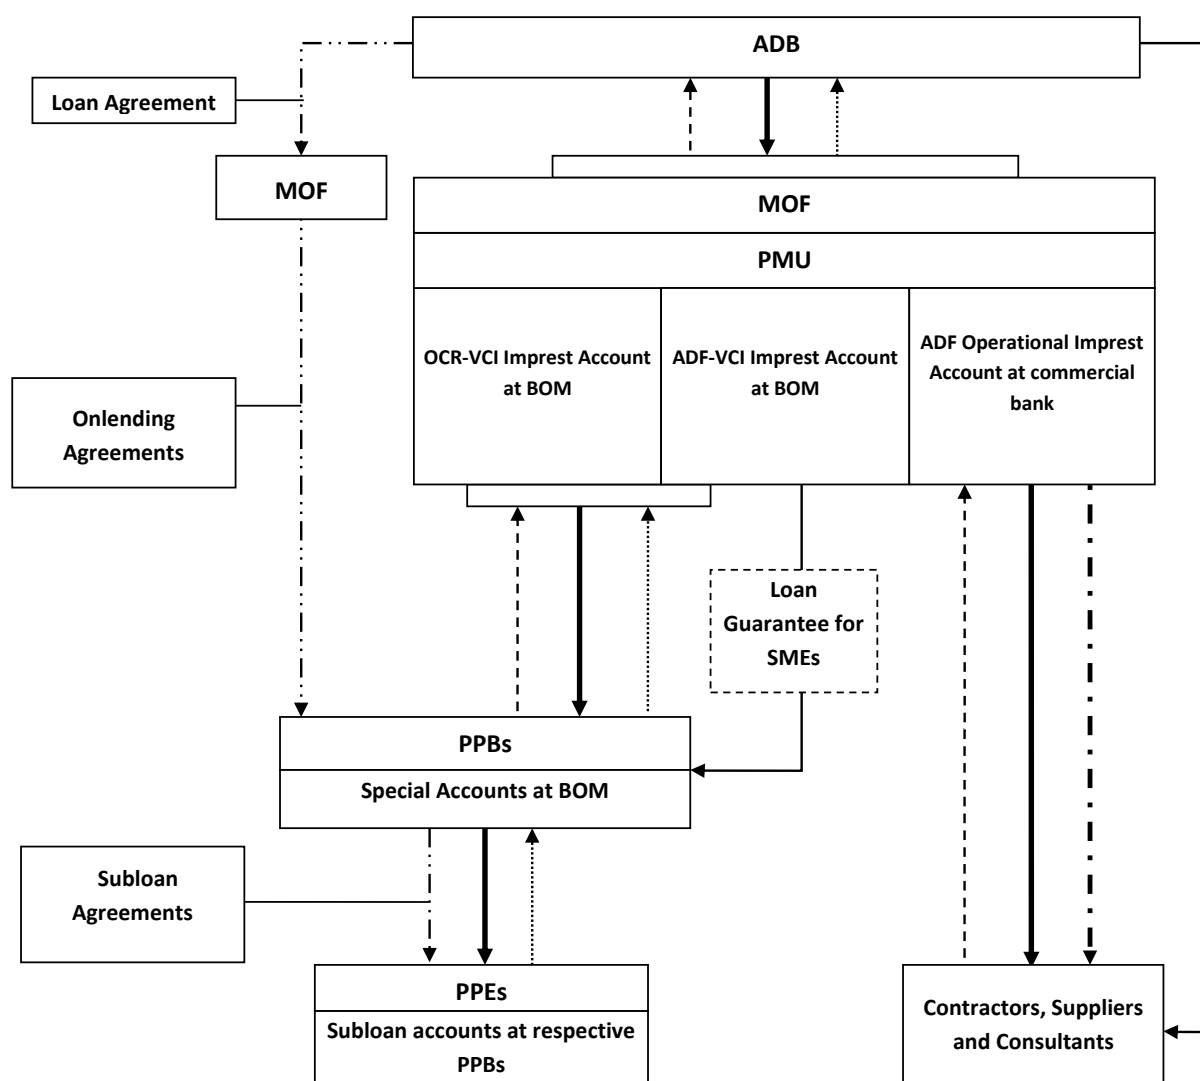 ADB
Loan Agreement
MOF
MOF
PMU
OCR-VCI Imprest Account
at BOM
ADF-VCI Imprest Account
at BOM
ADF Operational Imprest
Account at commercial
bank
Onlending
Agreements
Loan
Guarantee for
SMEs
PPBs
Special Accounts at BOM
Subloan
Agreements
PPEs
Subloan accounts at respective
PPBs
Contractors, Suppliers
and Consultants